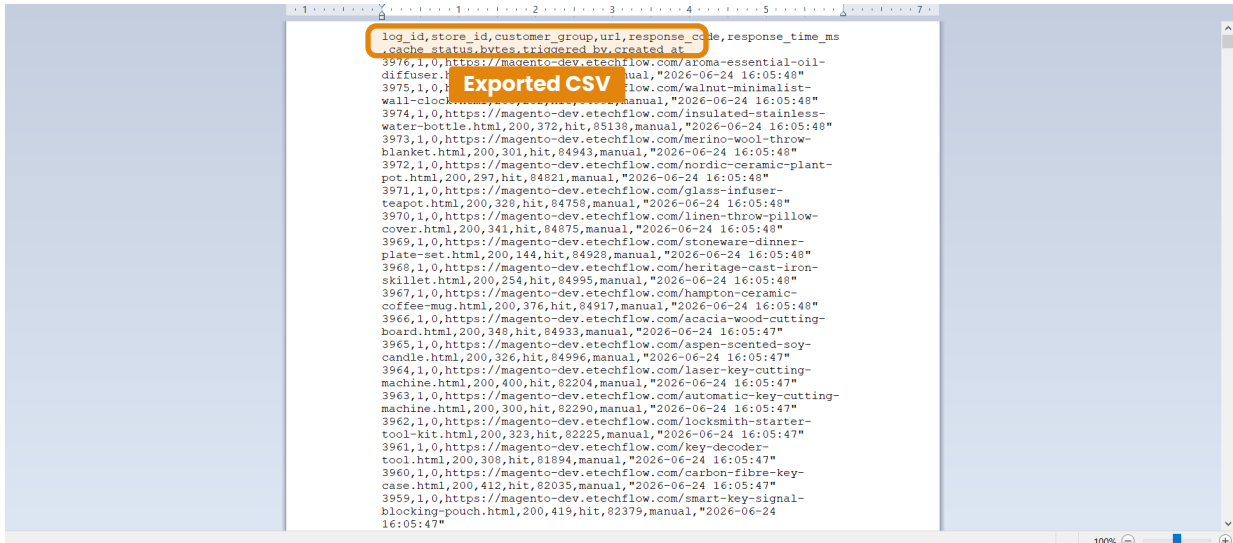 1 1 2 3 4 5 7
log_id,store_id,customer_group,url,response_code,response_time_ms
,cache_status,bytes,triggered_by,created_at
3976,1,0,https://magento-dev.etechflow.com/aroma-essential-oil-
diffuser. manual,"2026-06-24 16:05:48"
Exported CSV
3975,1,0, flow.com/walnut-minimalist-
wall-clock manual,"2026-06-24 16:05:48"
3974,1,0,https://magento-dev.etechflow.com/insulated-stainless-
water-bottle.html,200,372,hit,85138,manual,"2026-06-24 16:05:48"
3973,1,0,https://magento-dev.etechflow.com/merino-wool-throw-
blanket.html,200,301,hit,84943,manual,"2026-06-24 16:05:48"
3972,1,0,https://magento-dev.etechflow.com/nordic-ceramic-plant-
pot.html,200,297,hit,84821,manual,"2026-06-24 16:05:48"
3971,1,0,https://magento-dev.etechflow.com/glass-infuser-
teapot.html,200,328,hit,84758,manual,"2026-06-24 16:05:48"
3970,1,0,https://magento-dev.etechflow.com/linen-throw-pillow-
cover.html,200,341,hit,84875,manual,"2026-06-24 16:05:48"
3969,1,0,https://magento-dev.etechflow.com/stoneware-dinner-
plate-set.html,200,144,hit,84928,manual,"2026-06-24 16:05:48"
3968,1,0,https://magento-dev.etechflow.com/heritage-cast-iron-
skillet.html,200,254,hit,84995,manual,"2026-06-24 16:05:48"
3967,1,0,https://magento-dev.etechflow.com/hampton-ceramic-
coffee-mug.html,200,376,hit,84917,manual,"2026-06-24 16:05:48"
3966,1,0,https://magento-dev.etechflow.com/acacia-wood-cutting-
board.html,200,348,hit,84933,manual,"2026-06-24 16:05:47"
3965,1,0,https://magento-dev.etechflow.com/aspen-scented-soy-
candle.html,200,326,hit,84996,manual,"2026-06-24 16:05:47"
3964,1,0,https://magento-dev.etechflow.com/laser-key-cutting-
machine.html,200,400,hit,82204,manual,"2026-06-24 16:05:47"
3963,1,0,https://magento-dev.etechflow.com/automatic-key-cutting-
machine.html,200,300,hit,82290,manual,"2026-06-24 16:05:47"
3962,1,0,https://magento-dev.etechflow.com/locksmith-starter-
tool-kit.html,200,323,hit,82225,manual,"2026-06-24 16:05:47"
3961,1,0,https://magento-dev.etechflow.com/key-decoder-
tool.html,200,308,hit,81894,manual,"2026-06-24 16:05:47"
3960,1,0,https://magento-dev.etechflow.com/carbon-fibre-key-
case.html,200,412,hit,82035,manual,"2026-06-24 16:05:47"
3959,1,0,https://magento-dev.etechflow.com/smart-key-signal-
blocking-pouch.html,200,419,hit,82379,manual,"2026-06-24
16:05:47"
100%